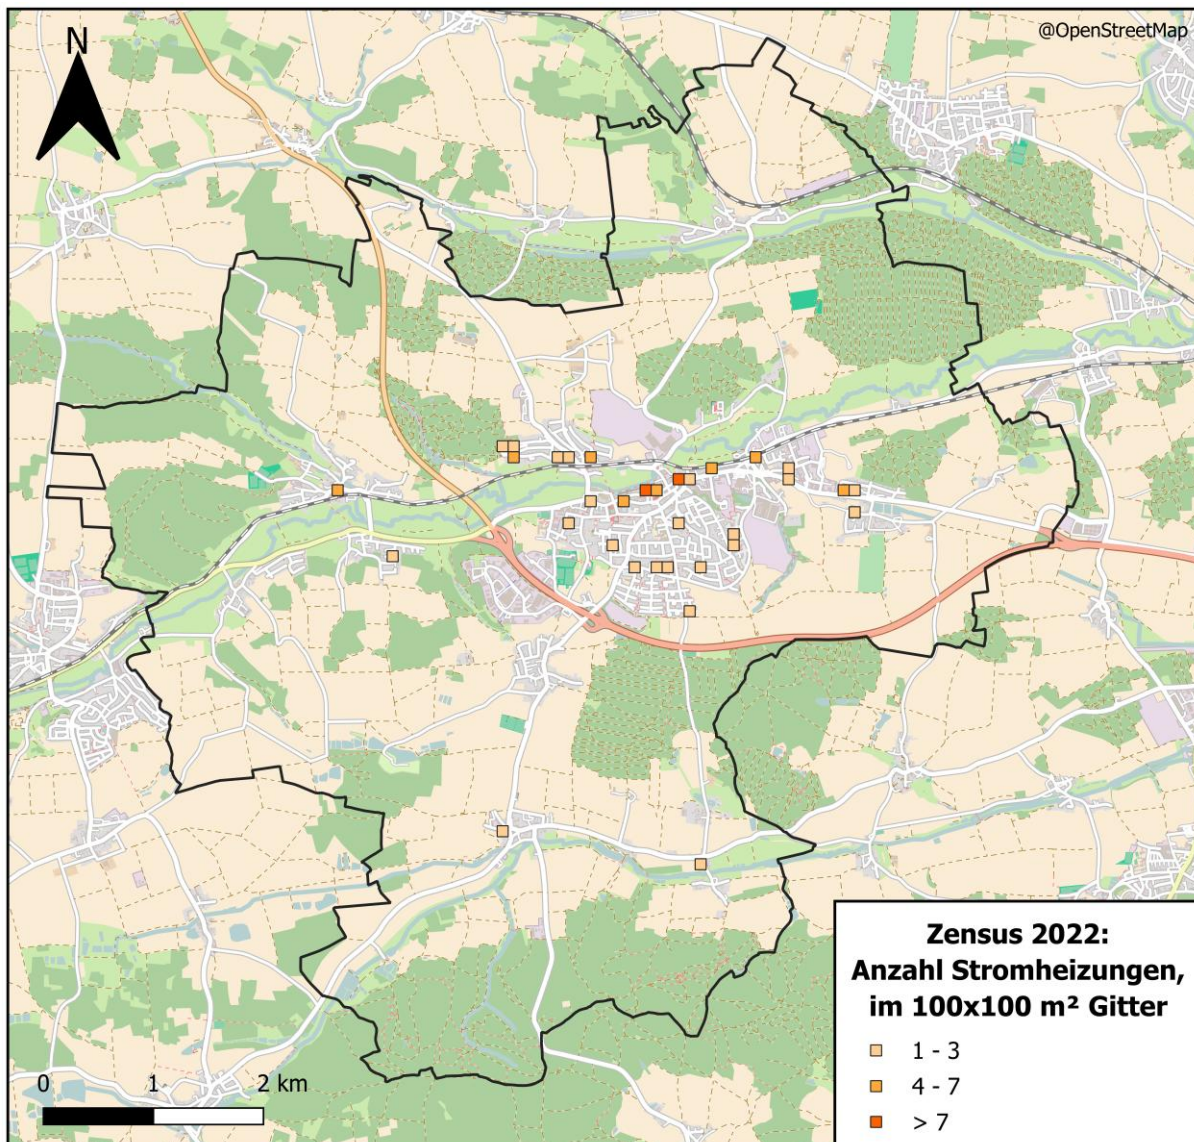 @OpenStreetMap
N
Zensus 2022:
Anzahl Stromheizungen,
im 100x100 m² Gitter
1 - 3
4 - 7
> 7
0 1 2 km